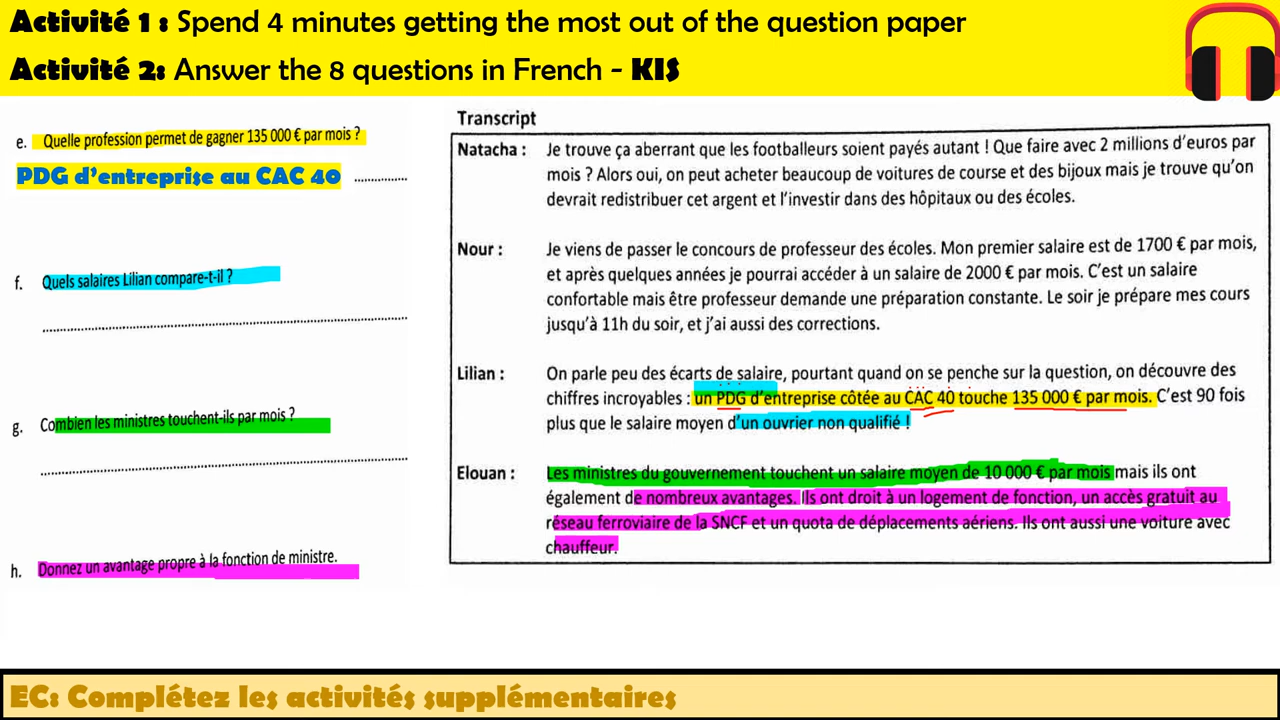 Activité 1 : Spend 4 minutes getting the most out of the question paper
Activité 2: Answer the 8 questions in French - KIS
e. Quelle profession permet de gagner 135 000 € par mois ?
PDG d'entreprise au CAC 40
f. Quels salaires Lilian compare-t-il ?
g. Combien les ministres touchent-ils par mois ?
h. Donnez un avantage propre à la fonction de ministre.
Transcript
Natacha : Je trouve ça aberrant que les footballeurs soient payés autant ! Que faire avec 2 millions d'euros par
mois ? Alors oui, on peut acheter beaucoup de voitures de course et des bijoux mais je trouve qu'on
devrait redistribuer cet argent et l'investir dans des hôpitaux ou des écoles.
Nour : Je viens de passer le concours de professeur des écoles. Mon premier salaire est de 1700 € par mois,
et après quelques années je pourrai accéder à un salaire de 2000 € par mois. C'est un salaire
confortable mais être professeur demande une préparation constante. Le soir je prépare mes cours
jusqu'à 11h du soir, et j'ai aussi des corrections.
Lilian : On parle peu des écarts de salaire, pourtant quand on se penche sur la question, on découvre des
chiffres incroyables : un PDG d'entreprise côtée au CAC 40 touche 135 000 € par mois. C'est 90 fois
plus que le salaire moyen d'un ouvrier non qualifié !
Elouan : Les ministres du gouvernement touchent un salaire moyen de 10 000 € par mois mais ils ont
également de nombreux avantages. Ils ont droit à un logement de fonction, un accès gratuit au
réseau ferroviaire de la SNCF et un quota de déplacements aériens. Ils ont aussi une voiture avec
chauffeur.
EC: Complétez les activités supplémentaires